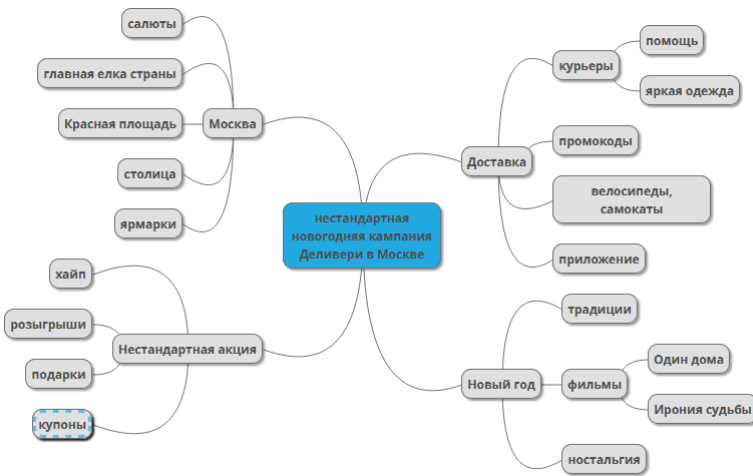 салюты
главная елка страны
Красная площадь
Москва
столица
ярмарки
хайп
розыгрыши
Нестандартная акция
подарки
купоны
нестандартная
новогодняя кампания
Деливери в Москве
помощь
курьеры
яркая одежда
промокоды
Доставка
велосипеды,
самокаты
приложение
традиции
Один дома
Новый год
фильмы
Ирония судьбы
ностальгия